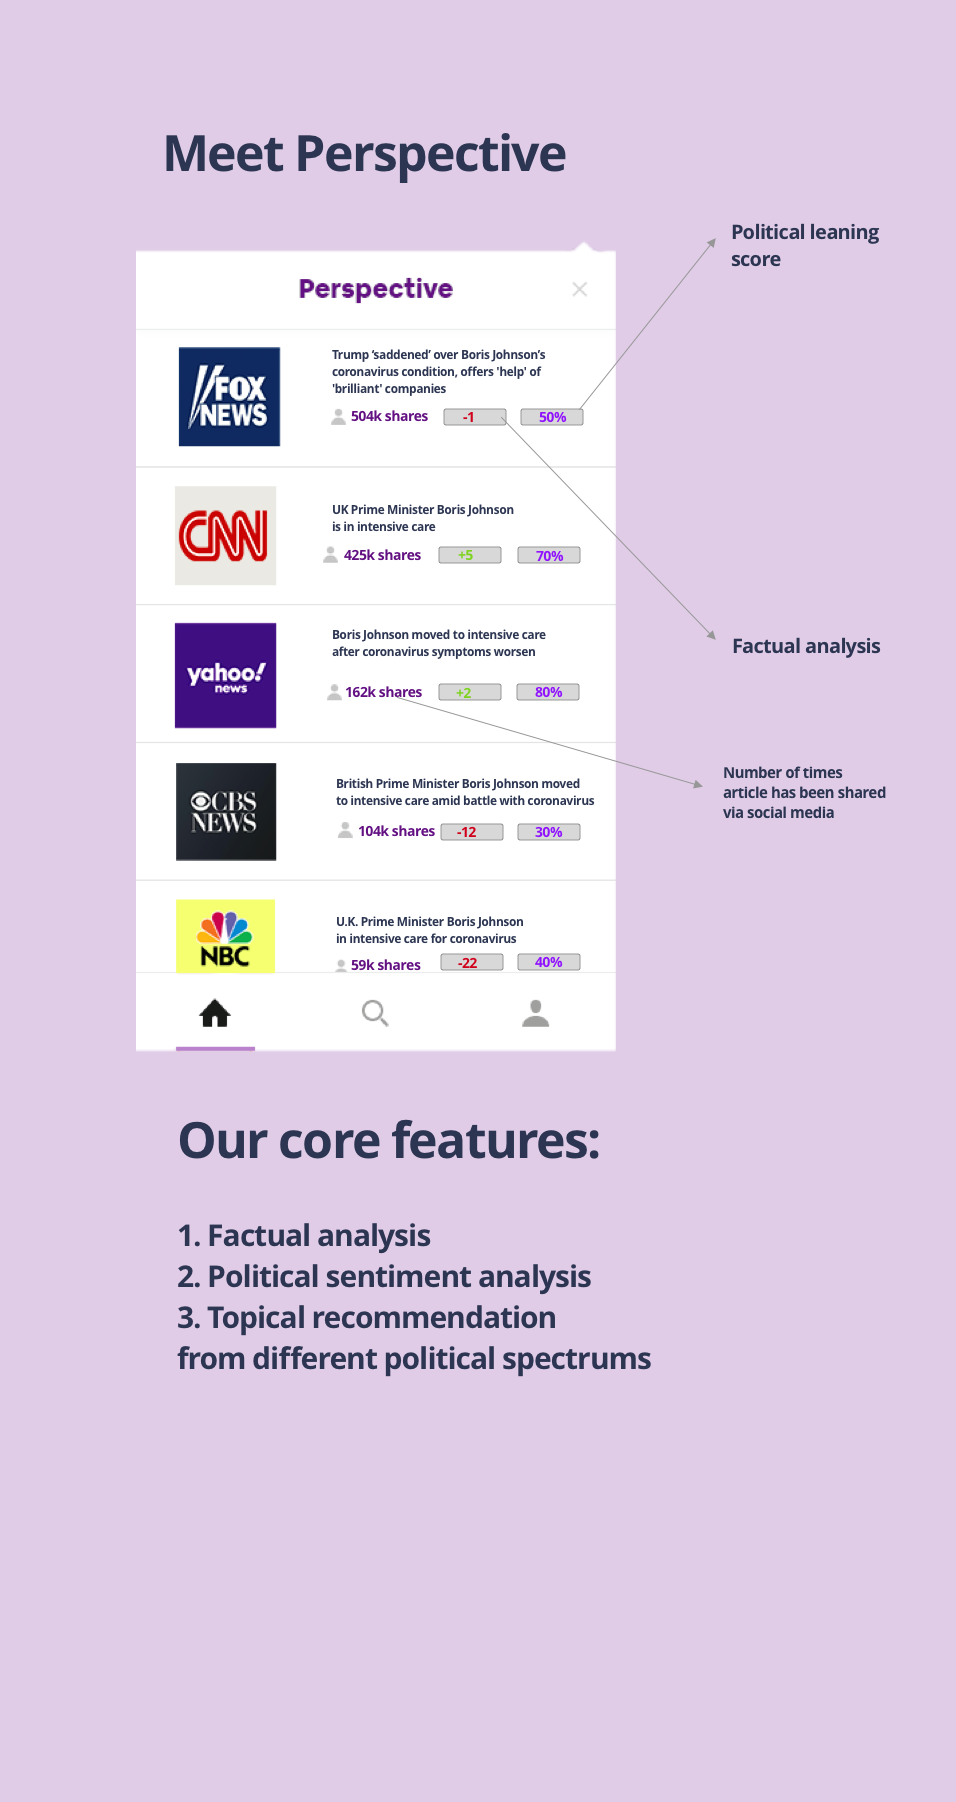 Meet Perspective
Political leaning
score
Perspective
FOX
NEWS
Trump ‘saddened’ over Boris Johnson’s
coronavirus condition, offers 'help' of
'brilliant' companies
504k shares -1 50%
CNN
UK Prime Minister Boris Johnson
is in intensive care
425k shares +5 70%
Factual analysis
yahoo!
news
Boris Johnson moved to intensive care
after coronavirus symptoms worsen
162k shares +2 80%
Number of times
article has been shared
via social media
CBS
NEWS
British Prime Minister Boris Johnson moved
to intensive care amid battle with coronavirus
104k shares -12 30%
NBC
U.K. Prime Minister Boris Johnson
in intensive care for coronavirus
59k shares -22 40%
Our core features:
1. Factual analysis
2. Political sentiment analysis
3. Topical recommendation
from different political spectrums